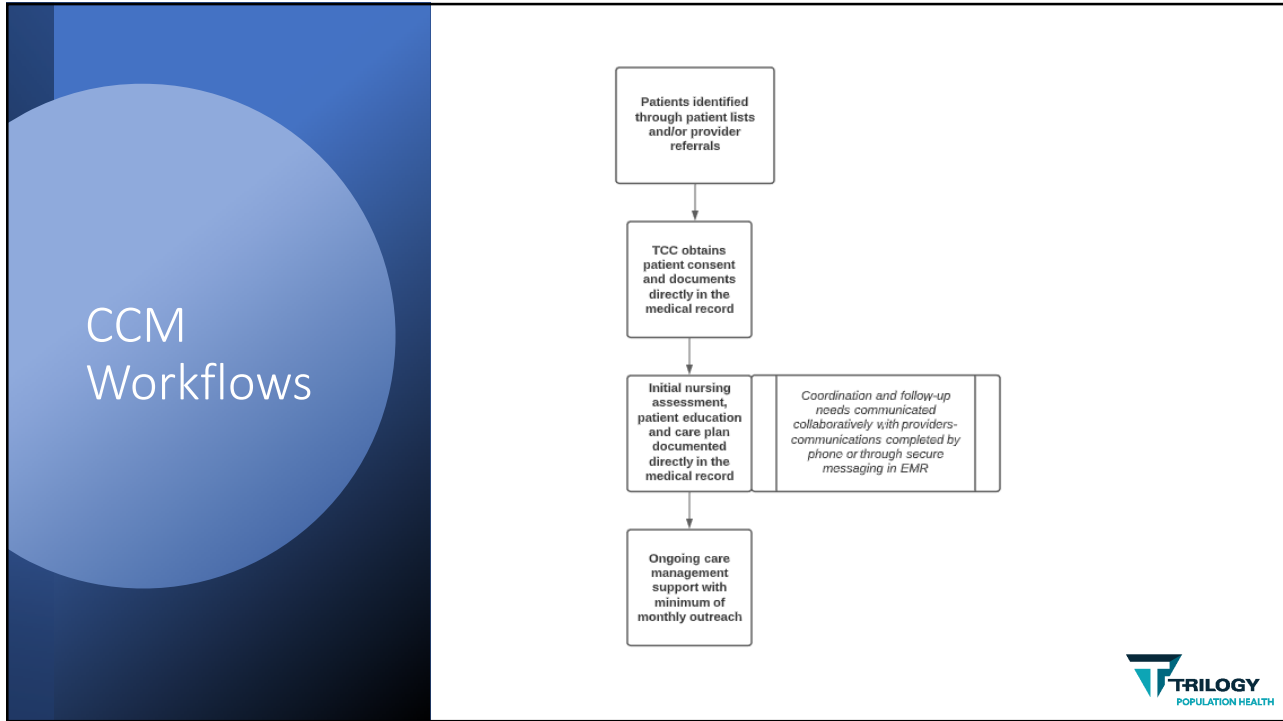 CCM
Workflows
Patients identified
through patient lists
and/or provider
referrals
TCC obtains
patient consent
and documents
directly in the
medical record
Initial nursing
assessment,
patient education
and care plan
documented
directly in the
medical record
Coordination and follow-up
needs communicated
collaboratively with providers-
communications completed by
phone or through secure
messaging in EMR
Ongoing care
management
support with
minimum of
monthly outreach
TRILOGY
POPULATION HEALTH